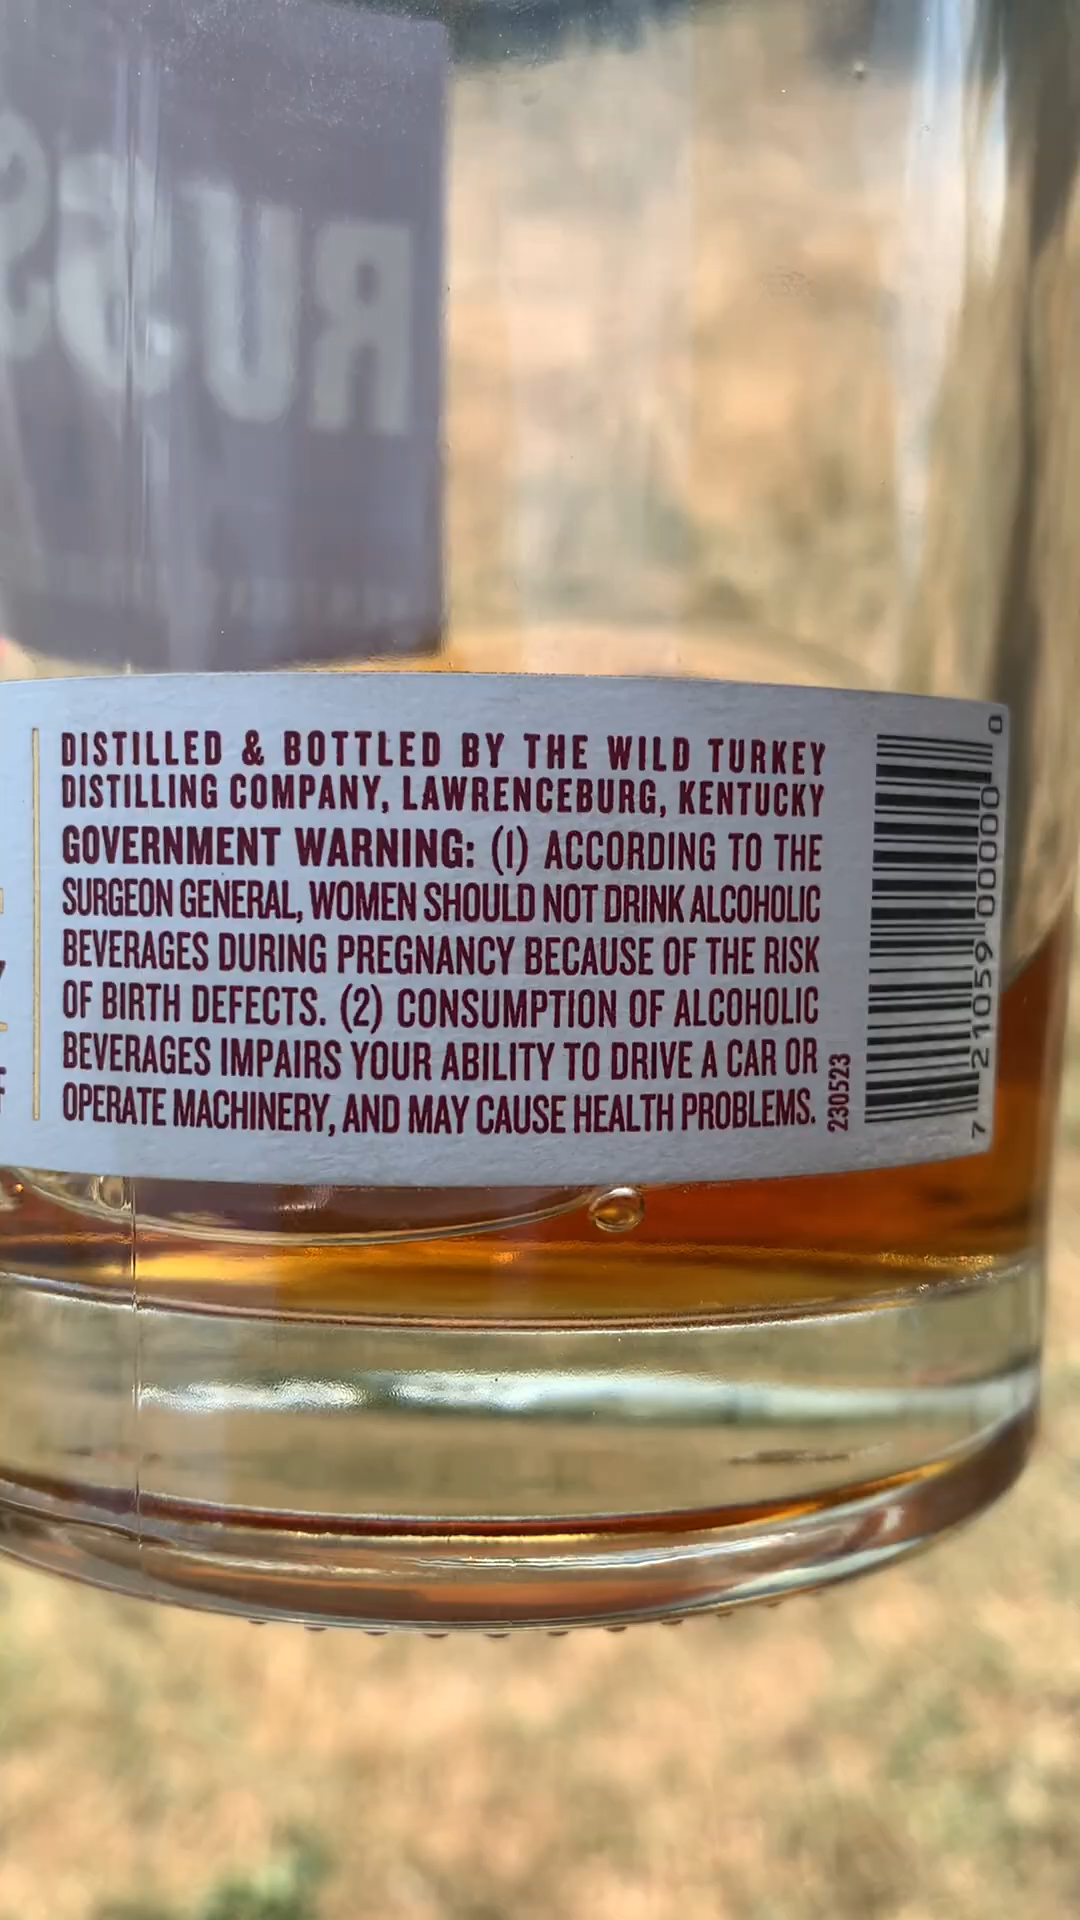 RUSS
DISTILLED & BOTTLED BY THE WILD TURKEY
DISTILLING COMPANY, LAWRENCEBURG, KENTUCKY
GOVERNMENT WARNING: (1) ACCORDING TO THE
SURGEON GENERAL, WOMEN SHOULD NOT DRINK ALCOHOLIC
BEVERAGES DURING PREGNANCY BECAUSE OF THE RISK
OF BIRTH DEFECTS. (2) CONSUMPTION OF ALCOHOLIC
BEVERAGES IMPAIRS YOUR ABILITY TO DRIVE A CAR OR
OPERATE MACHINERY, AND MAY CAUSE HEALTH PROBLEMS.
230523
7 21059 00000 0